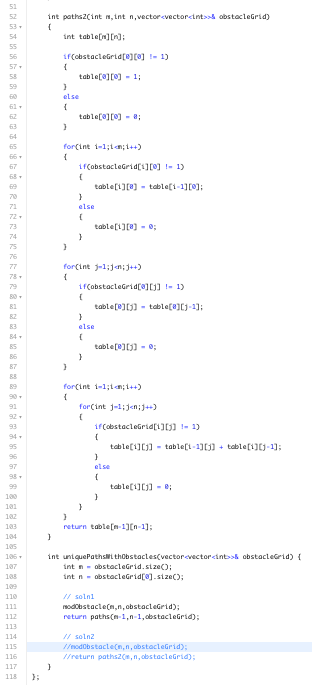 51
52 int paths2(int m,int n,vector<vector<int>>& obstacleGrid)
53 {
54 int table[m][n];
55
56 if(obstacleGrid[0][0] != 1)
57 {
58 table[0][0] = 1;
59 }
60 else
61 {
62 table[0][0] = 0;
63 }
64
65 for(int i=1;i<m;i++)
66 {
67 if(obstacleGrid[i][0] != 1)
68 {
69 table[i][0] = table[i-1][0];
70 }
71 else
72 {
73 table[i][0] = 0;
74 }
75 }
76
77 for(int j=1;j<n;j++)
78 {
79 if(obstacleGrid[0][j] != 1)
80 {
81 table[0][j] = table[0][j-1];
82 }
83 else
84 {
85 table[0][j] = 0;
86 }
87 }
88
89 for(int i=1;i<m;i++)
90 {
91 for(int j=1;j<n;j++)
92 {
93 if(obstacleGrid[i][j] != 1)
94 {
95 table[i][j] = table[i-1][j] + table[i][j-1];
96 }
97 else
98 {
99 table[i][j] = 0;
100 }
101 }
102 }
103 return table[m-1][n-1];
104 }
105
106 int uniquePathsWithObstacles(vector<vector<int>>& obstacleGrid) {
107 int m = obstacleGrid.size();
108 int n = obstacleGrid[0].size();
109
110 // soln1
111 modObstacle(m,n,obstacleGrid);
112 return paths(m-1,n-1,obstacleGrid);
113
114 // soln2
115 //modObstacle(m,n,obstacleGrid);
116 //return paths2(m,n,obstacleGrid);
117 }
118 };